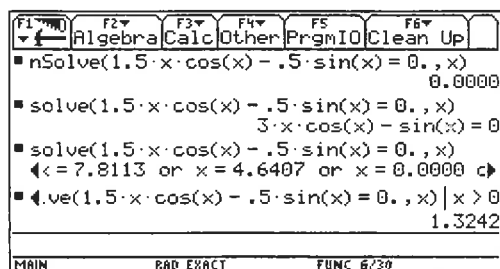 F1 F2 F3 F4 F5 F6
Algebra Calc Other PrgmIO Clean Up
nSolve(1.5·x·cos(x) - .5·sin(x) = 0., x)
0.0000
solve(1.5·x·cos(x) - .5·sin(x) = 0., x)
3·x·cos(x) - sin(x) = 0
solve(1.5·x·cos(x) - .5·sin(x) = 0., x)
x = 7.8113 or x = 4.6407 or x = 0.0000 c
.ve(1.5·x·cos(x) - .5·sin(x) = 0., x) | x > 0
1.3242
MAIN RAD EXACT FUNC 6/30